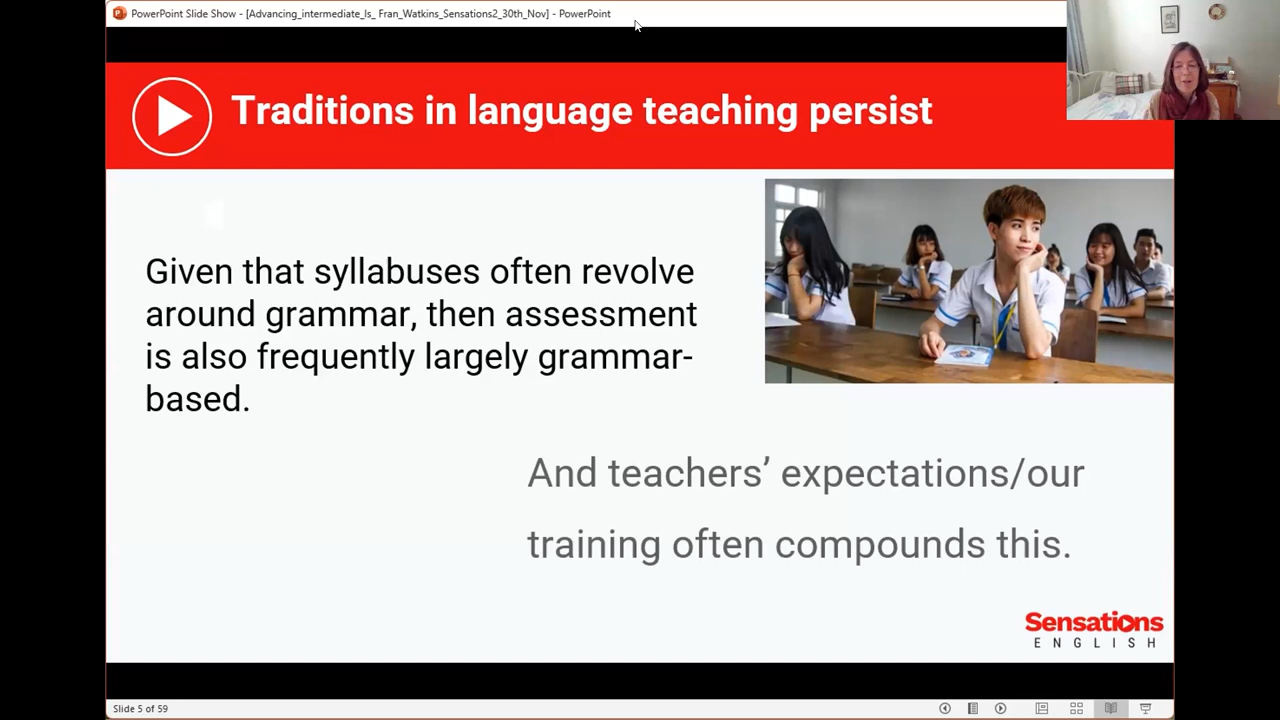 PowerPoint Slide Show - [Advancing_intermediate_ls_ Fran_Watkins_Sensations2_30th_Nov] - PowerPoint
Traditions in language teaching persist
Given that syllabuses often revolve
around grammar, then assessment
is also frequently largely grammar-
based.
And teachers’ expectations/our
training often compounds this.
Sensations
ENGLISH
Slide 5 of 59